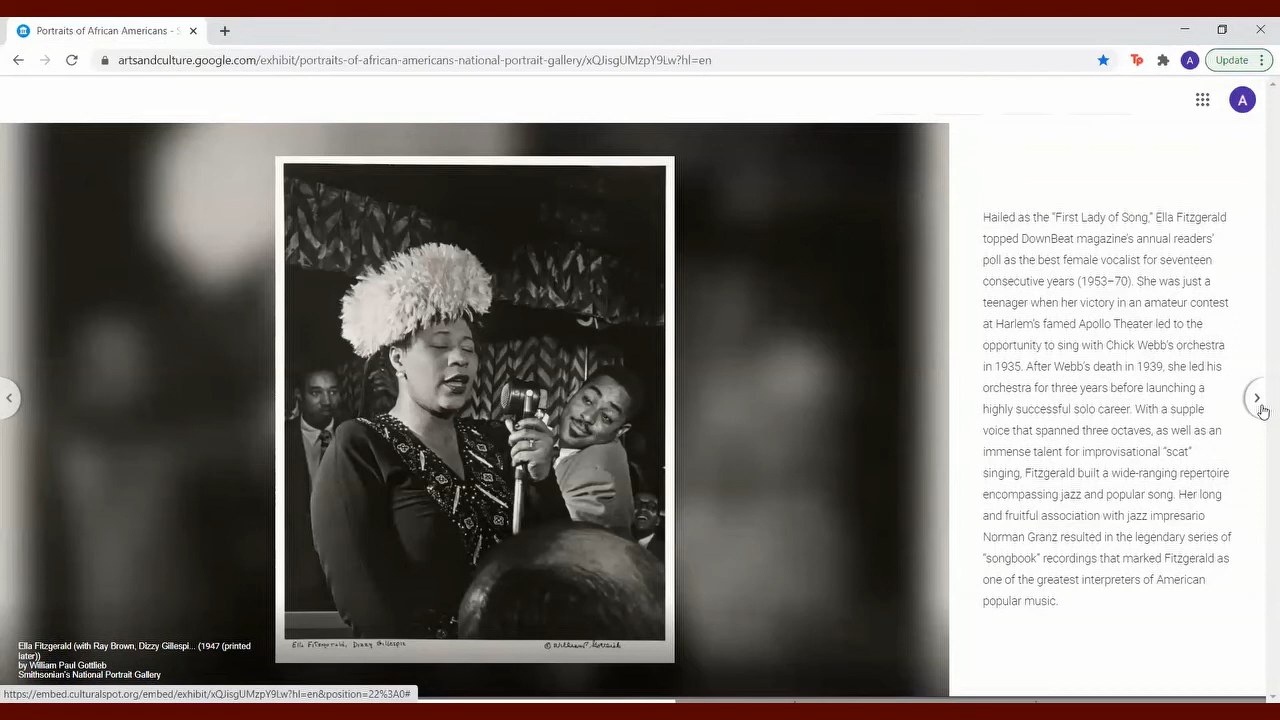 Portraits of African Americans - S
artsandculture.google.com/exhibit/portraits-of-african-americans-national-portrait-gallery/xQJisgUMzpY9Lw?hl=en
Tp
A
Update
A
Hailed as the “First Lady of Song,” Ella Fitzgerald
topped DownBeat magazine’s annual readers’
poll as the best female vocalist for seventeen
consecutive years (1953–70). She was just a
teenager when her victory in an amateur contest
at Harlem’s famed Apollo Theater led to the
opportunity to sing with Chick Webb’s orchestra
in 1935. After Webb’s death in 1939, she led his
orchestra for three years before launching a
highly successful solo career. With a supple
voice that spanned three octaves, as well as an
immense talent for improvisational “scat”
singing, Fitzgerald built a wide-ranging repertoire
encompassing jazz and popular song. Her long
and fruitful association with jazz impresario
Norman Granz resulted in the legendary series of
“songbook” recordings that marked Fitzgerald as
one of the greatest interpreters of American
popular music.
Ella Fitzgerald, Dizzy Gillespie
© William P. Gottlieb
Ella Fitzgerald (with Ray Brown, Dizzy Gillespi... (1947 (printed
later))
by William Paul Gottlieb
Smithsonian's National Portrait Gallery
https://embed.culturalspot.org/embed/exhibit/xQJisgUMzpY9Lw?hl=en&position=22%3A0#